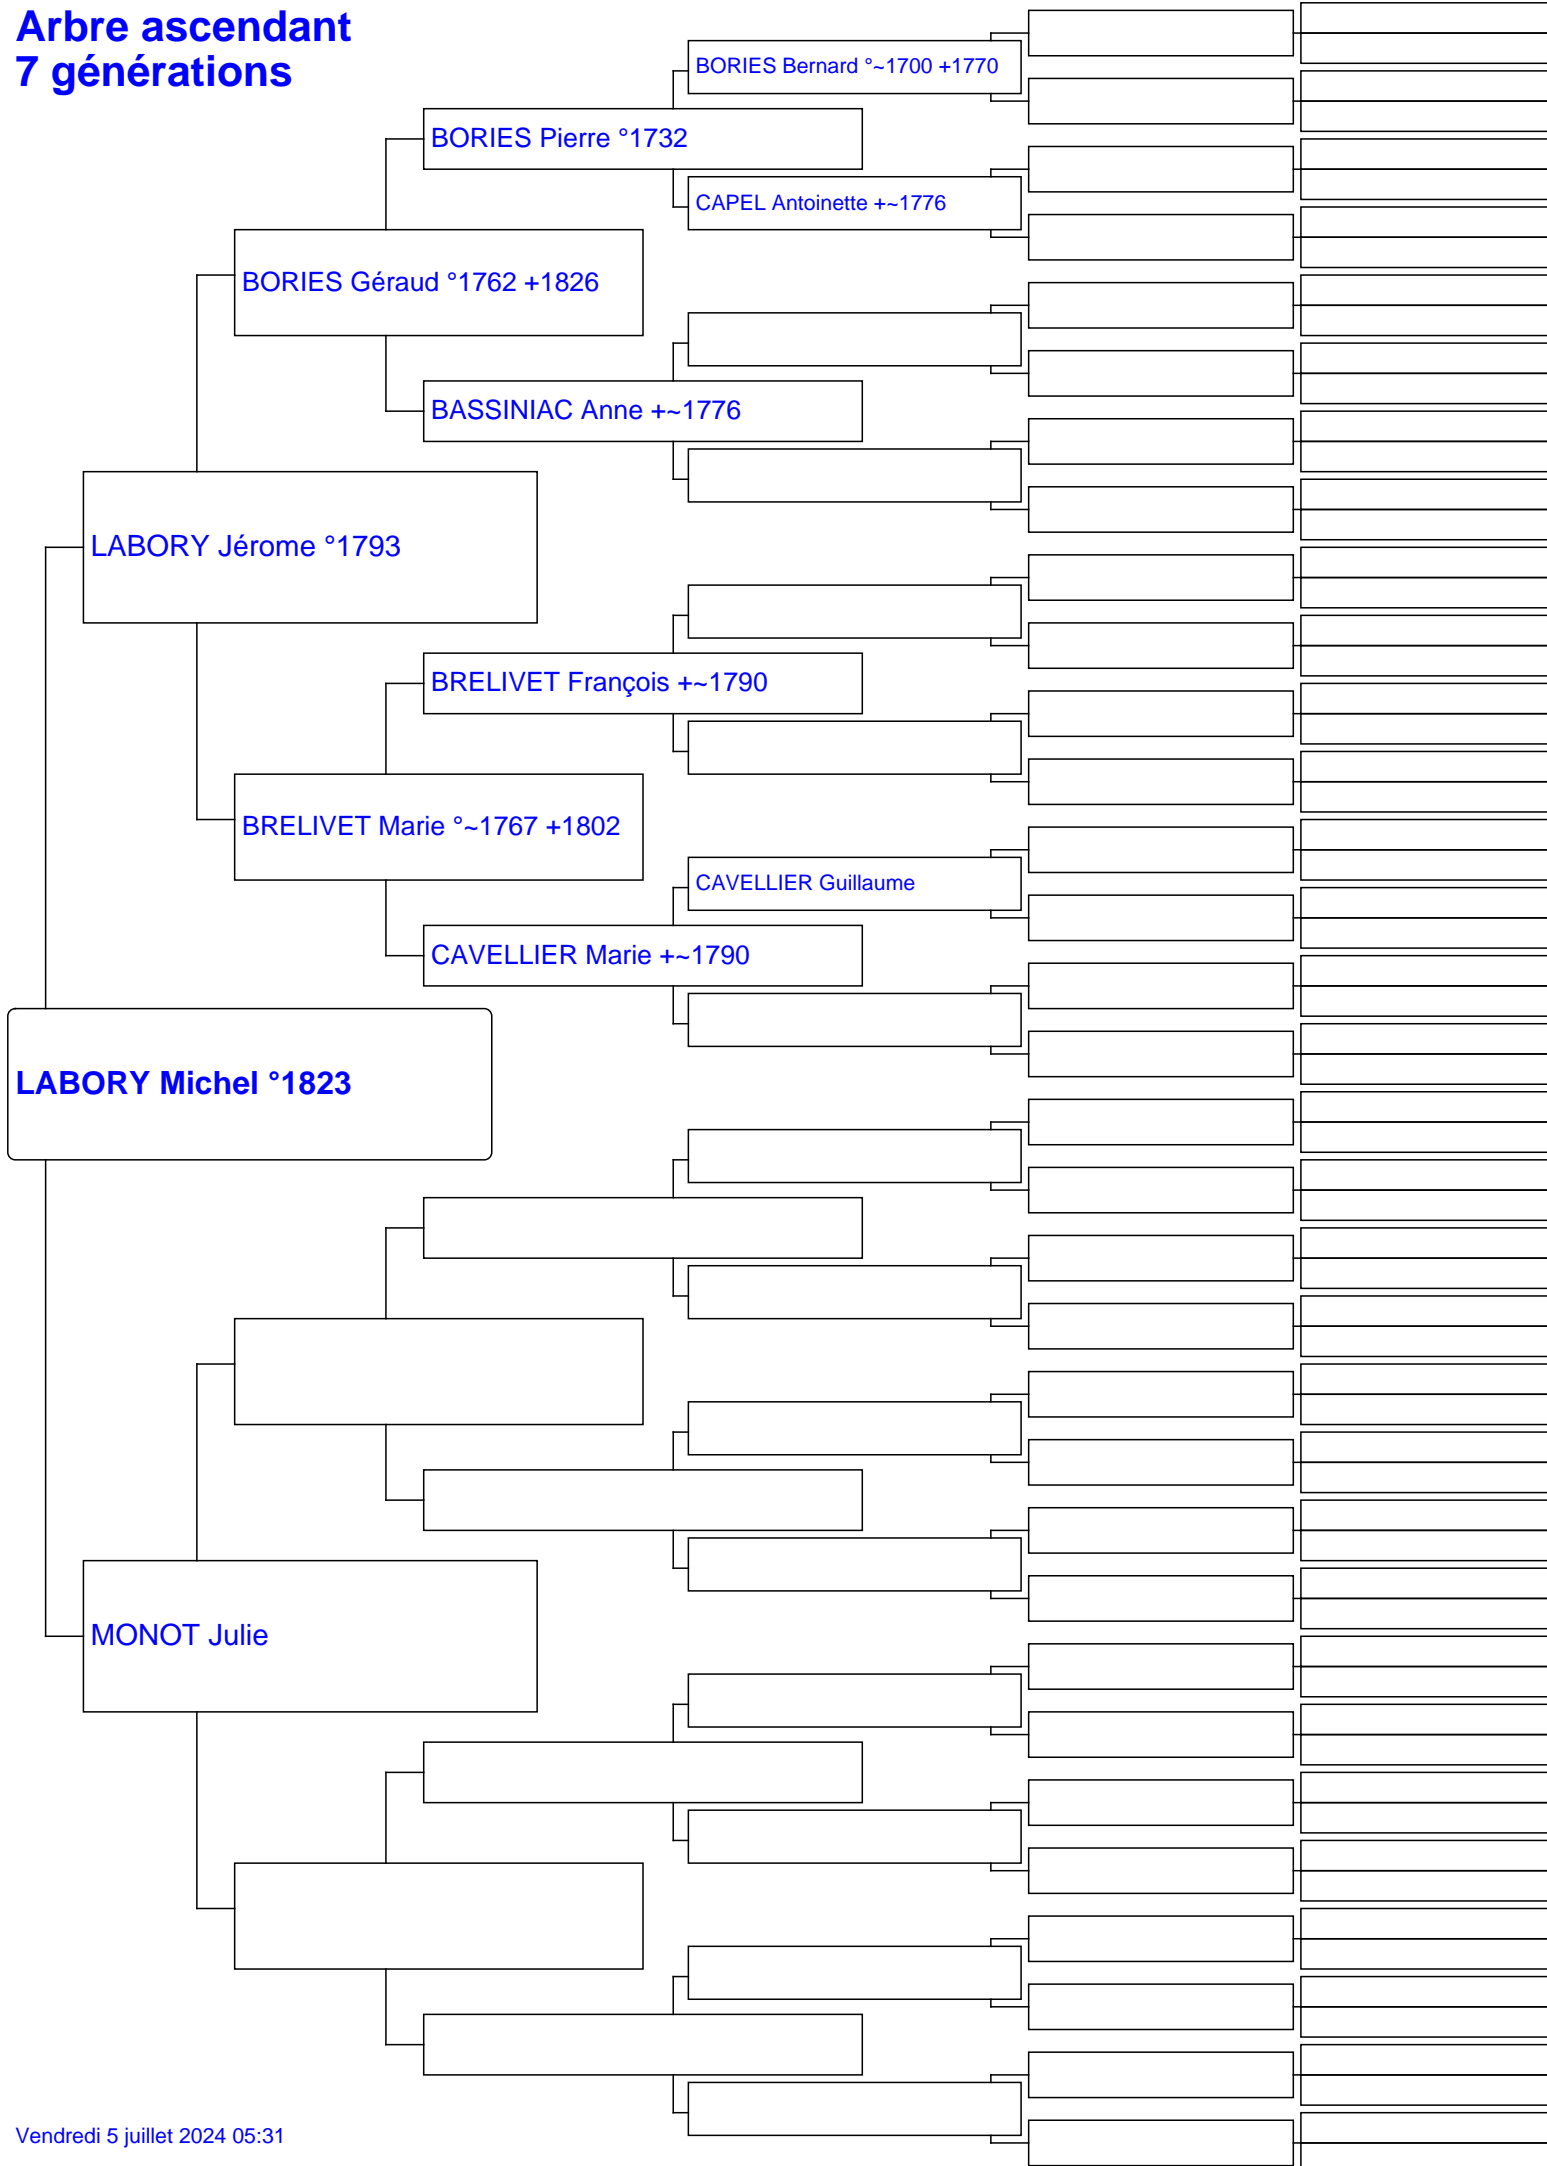 Arbre ascendant
7 générations
BORIES Bernard °~1700 +1770
BORIES Pierre °1732
CAPEL Antoinette +~1776
BORIES Géraud °1762 +1826
BASSINIAC Anne +~1776
LABORY Jérome °1793
BRELIVET François +~1790
BRELIVET Marie °~1767 +1802
CAVELLIER Guillaume
CAVELLIER Marie +~1790
LABORY Michel °1823
MONOT Julie
Vendredi 5 juillet 2024 05:31